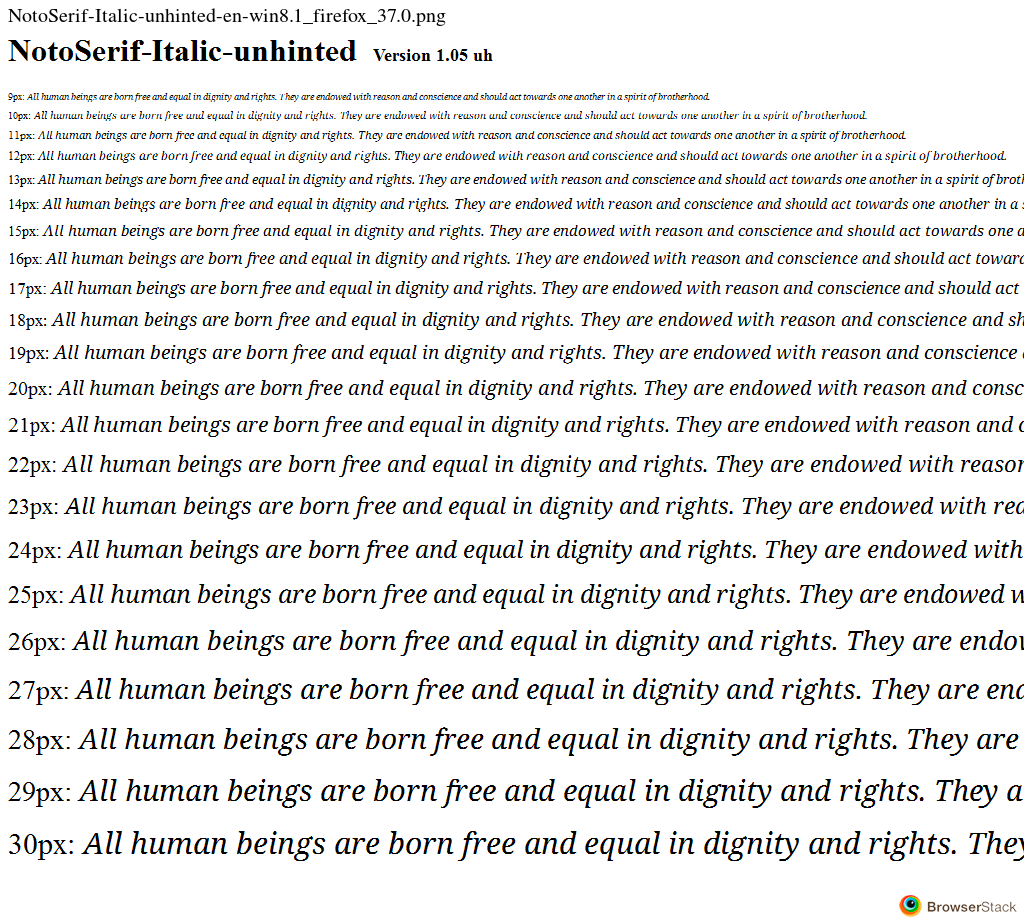 NotoSerif-Italic-unhinted-en-win8.1_firefox_37.0.png
NotoSerif-Italic-unhinted Version 1.05 uh
9px: All human beings are born free and equal in dignity and rights. They are endowed with reason and conscience and should act towards one another in a spirit of brotherhood.
10px: All human beings are born free and equal in dignity and rights. They are endowed with reason and conscience and should act towards one another in a spirit of brotherhood.
11px: All human beings are born free and equal in dignity and rights. They are endowed with reason and conscience and should act towards one another in a spirit of brotherhood.
12px: All human beings are born free and equal in dignity and rights. They are endowed with reason and conscience and should act towards one another in a spirit of brotherhood.
13px: All human beings are born free and equal in dignity and rights. They are endowed with reason and conscience and should act towards one another in a spirit of broth
14px: All human beings are born free and equal in dignity and rights. They are endowed with reason and conscience and should act towards one another in a s
15px: All human beings are born free and equal in dignity and rights. They are endowed with reason and conscience and should act towards one a
16px: All human beings are born free and equal in dignity and rights. They are endowed with reason and conscience and should act toward
17px: All human beings are born free and equal in dignity and rights. They are endowed with reason and conscience and should act
18px: All human beings are born free and equal in dignity and rights. They are endowed with reason and conscience and sh
19px: All human beings are born free and equal in dignity and rights. They are endowed with reason and conscience
20px: All human beings are born free and equal in dignity and rights. They are endowed with reason and consc
21px: All human beings are born free and equal in dignity and rights. They are endowed with reason and c
22px: All human beings are born free and equal in dignity and rights. They are endowed with reason
23px: All human beings are born free and equal in dignity and rights. They are endowed with rea
24px: All human beings are born free and equal in dignity and rights. They are endowed with
25px: All human beings are born free and equal in dignity and rights. They are endowed w
26px: All human beings are born free and equal in dignity and rights. They are endow
27px: All human beings are born free and equal in dignity and rights. They are end
28px: All human beings are born free and equal in dignity and rights. They are
29px: All human beings are born free and equal in dignity and rights. They a
30px: All human beings are born free and equal in dignity and rights. They
BrowserStack